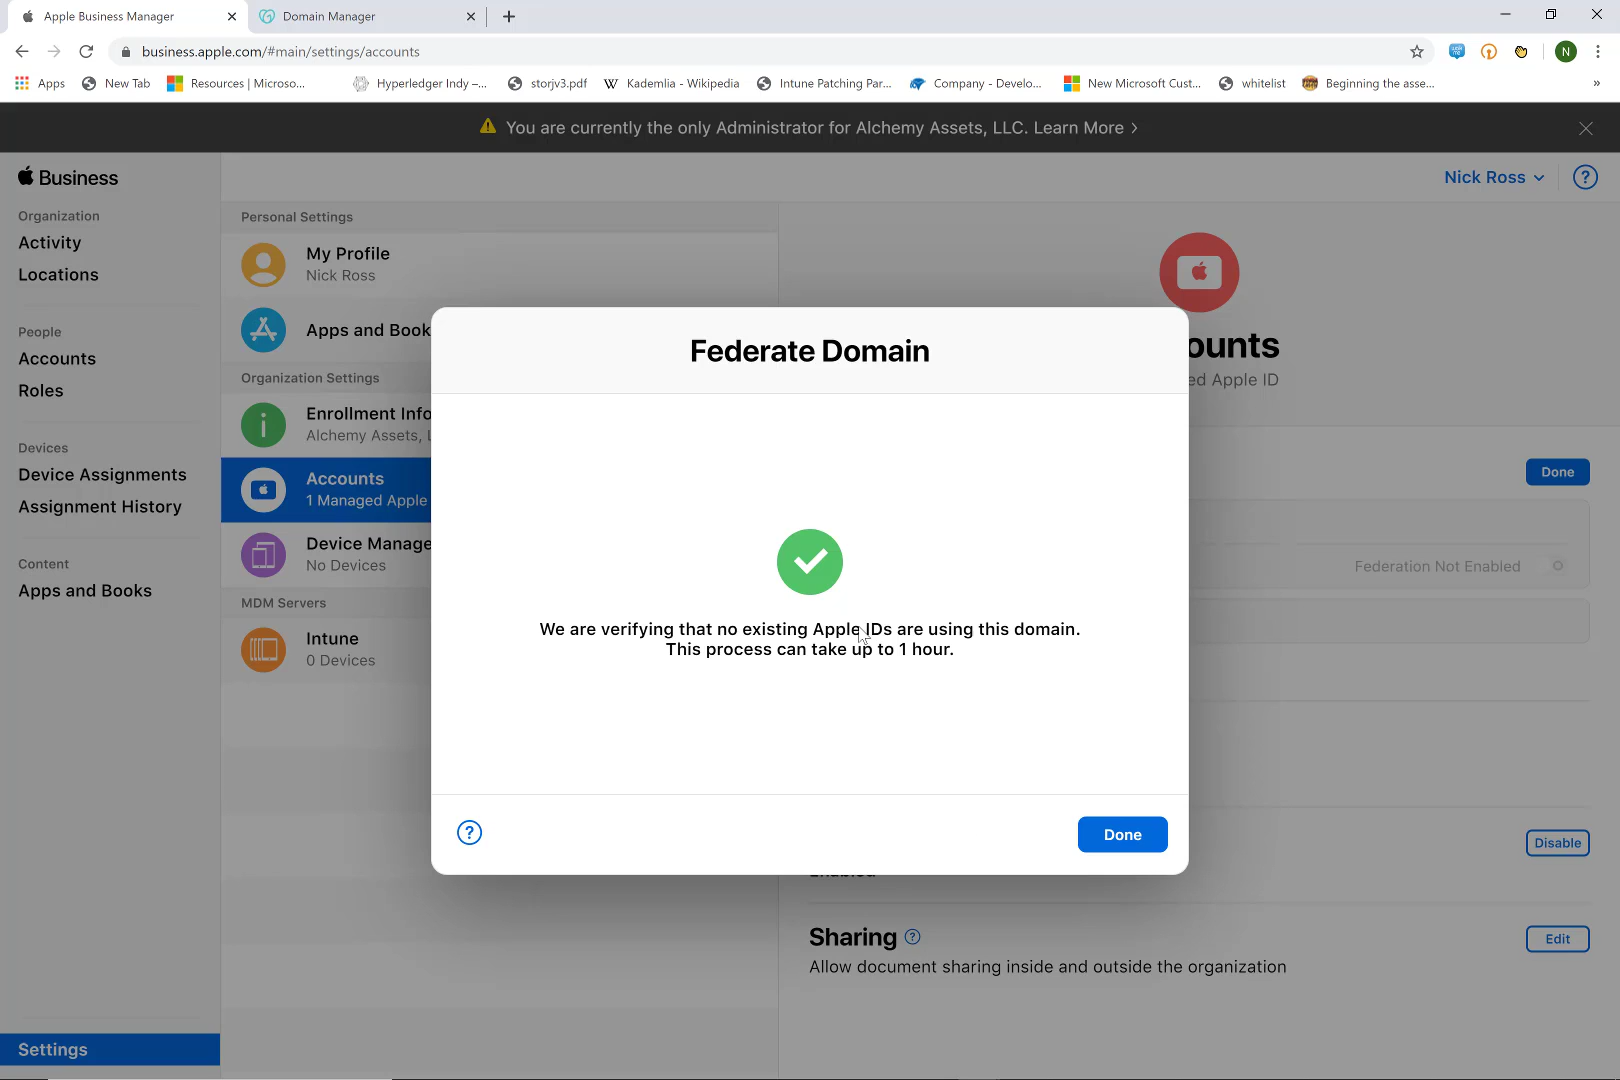 Apple Business Manager
Domain Manager
business.apple.com/#main/settings/accounts
N
Apps
New Tab
Resources | Microso...
Hyperledger Indy –...
storjv3.pdf
W Kademlia - Wikipedia
Intune Patching Par...
Company - Develo...
New Microsoft Cust...
whitelist
Beginning the asse...
»
You are currently the only Administrator for Alchemy Assets, LLC. Learn More >
Business
Nick Ross
?
Organization
Activity
Locations
People
Accounts
Roles
Devices
Device Assignments
Assignment History
Content
Apps and Books
Settings
Personal Settings
My Profile
Nick Ross
Apps and Book
Organization Settings
Enrollment Info
Alchemy Assets, L
Accounts
1 Managed Apple
Device Manage
No Devices
MDM Servers
Intune
0 Devices
ounts
ed Apple ID
Done
Federation Not Enabled
Disable
Sharing ?
Edit
Allow document sharing inside and outside the organization
Federate Domain
We are verifying that no existing Apple IDs are using this domain.
This process can take up to 1 hour.
?
Done